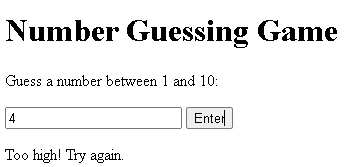 Number Guessing Game
Guess a number between 1 and 10:
4 Enter
Too high! Try again.